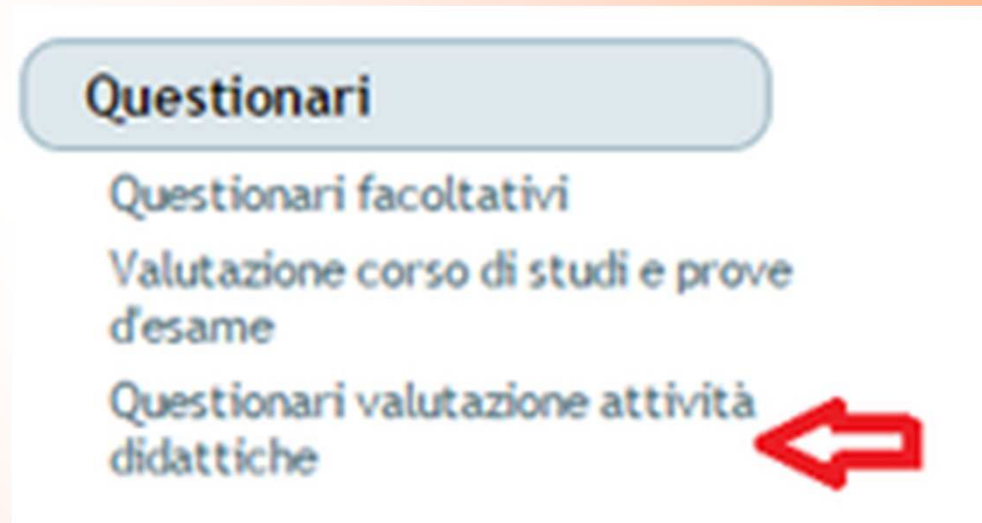 Questionari
Questionari facoltativi
Valutazione corso di studi e prove
d'esame
Questionari valutazione attività
didattiche